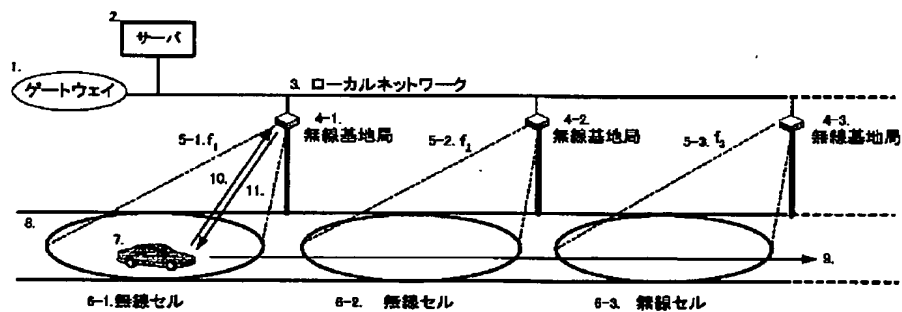 2.
サーバ
1.
ゲートウェイ
3. ローカルネットワーク
4-1.
無線基地局
4-2.
無線基地局
4-3.
無線基地局
5-1. f₁
5-2. f₂
5-3. f₃
10.
11.
8.
7.
9.
6-1.無線セル
6-2. 無線セル
6-3. 無線セル